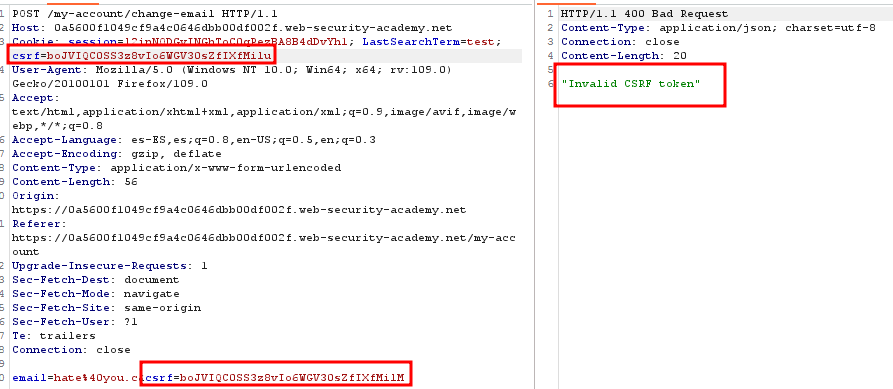 POST /my-account/change-email HTTP/1.1
Host: 0a5600f1049cf9a4c0646dbb00df002f.web-security-academy.net
LastSearchTerm=test;
csrf=boJVIQCOSS3z8vIo6WGV3OsZfIXfMilu
User-Agent: Mozilla/5.0 (Windows NT 10.0; Win64; x64; rv:109.0)
Gecko/20100101 Firefox/109.0
Accept:
text/html,application/xhtml+xml,application/xml;q=0.9,image/avif,image/w
ebp,*/*;q=0.8
Accept-Language: es-ES,es;q=0.8,en-US;q=0.5,en;q=0.3
Accept-Encoding: gzip, deflate
Content-Type: application/x-www-form-urlencoded
Content-Length: 56
Origin:
https://0a5600f1049cf9a4c0646dbb00df002f.web-security-academy.net
Referer:
https://0a5600f1049cf9a4c0646dbb00df002f.web-security-academy.net/my-acc
ount
Upgrade-Insecure-Requests: 1
Sec-Fetch-Dest: document
Sec-Fetch-Mode: navigate
Sec-Fetch-Site: same-origin
Sec-Fetch-User: ?1
Te: trailers
Connection: close
email=hate%40you.c csrf=boJVIQCOSS3z8vIo6WGV3OsZfIXfMilM
1 HTTP/1.1 400 Bad Request
2 Content-Type: application/json; charset=utf-8
3 Connection: close
4 Content-Length: 20
5
6 "Invalid CSRF token"